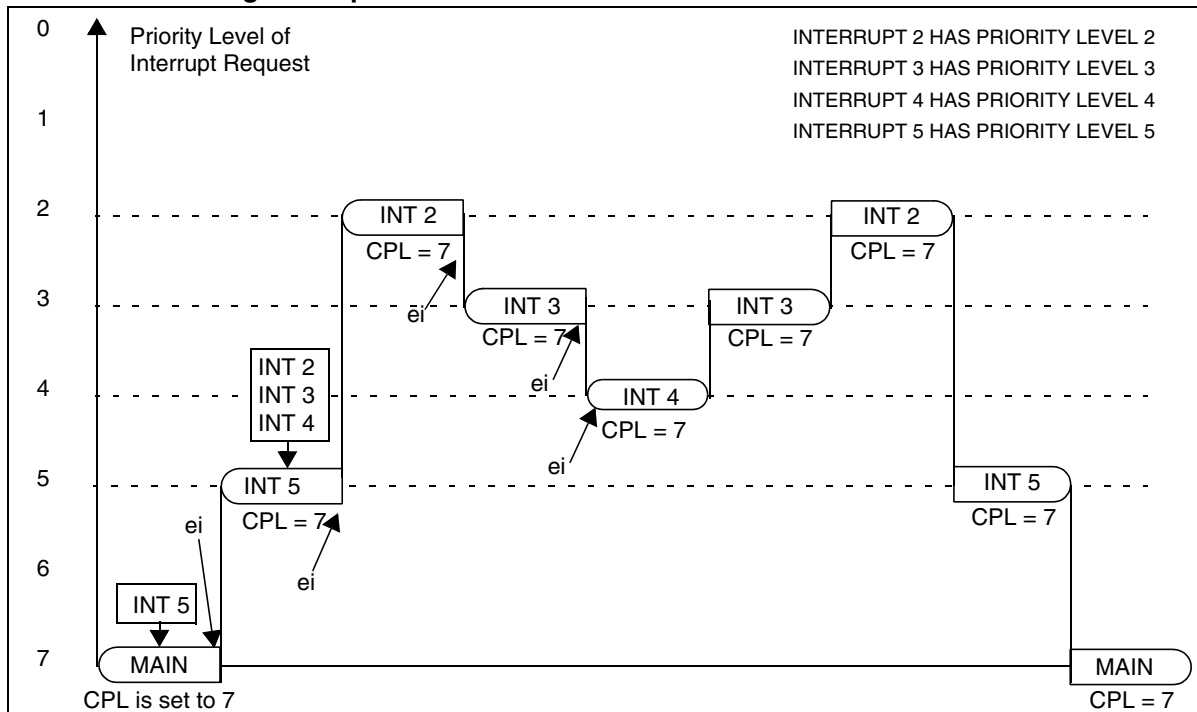 0
Priority Level of
Interrupt Request
INTERRUPT 2 HAS PRIORITY LEVEL 2
INTERRUPT 3 HAS PRIORITY LEVEL 3
INTERRUPT 4 HAS PRIORITY LEVEL 4
INTERRUPT 5 HAS PRIORITY LEVEL 5
1
2
INT 2
CPL = 7
INT 2
CPL = 7
ei
3
INT 3
CPL = 7
INT 3
CPL = 7
ei
INT 2
INT 3
INT 4
4
INT 4
CPL = 7
ei
5
INT 5
CPL = 7
INT 5
CPL = 7
ei
ei
6
INT 5
7
MAIN
CPL is set to 7
MAIN
CPL = 7